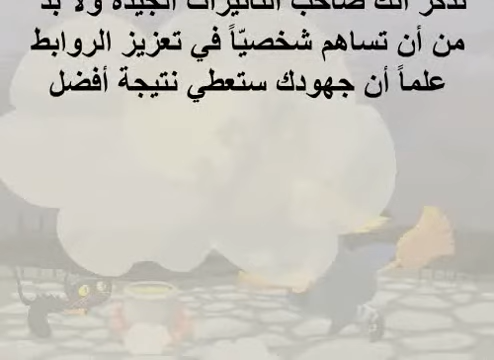 تذكر أنك صاحب التأثيرات الجيدة ولا بد
من أن تساهم شخصيّاً في تعزيز الروابط
علماً أن جهودك ستعطي نتيجة أفضل